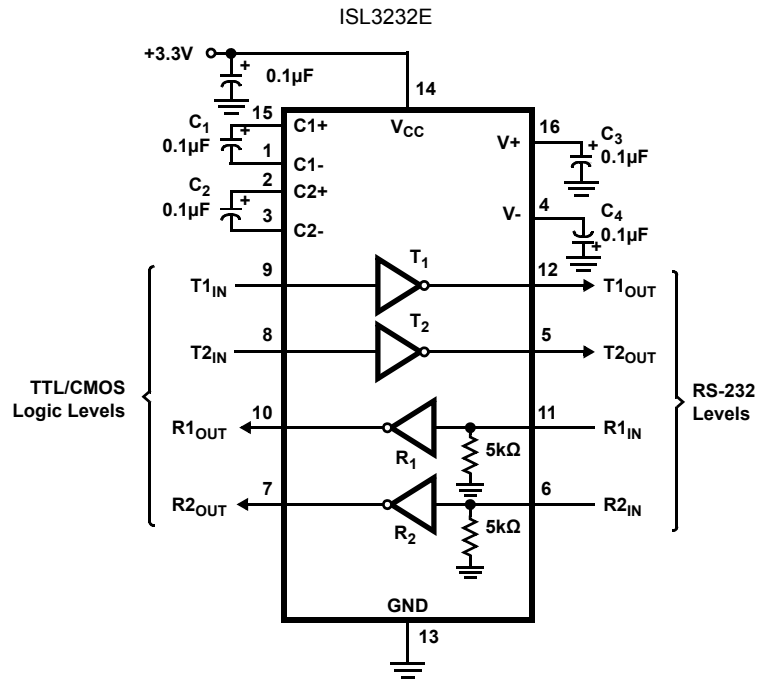 ISL3232E
+3.3V
+
0.1µF
14
15
C1
0.1µF
+
C1+
1
C1-
VCC
V+
16
+
C3
0.1µF
2
C2
0.1µF
+
C2+
3
C2-
V-
4
C4
0.1µF
+
T1IN
9
T1
12
T1OUT
T2IN
8
T2
5
T2OUT
TTL/CMOS
Logic Levels
RS-232
Levels
R1OUT
10
R1
5kΩ
11
R1IN
R2OUT
7
R2
5kΩ
6
R2IN
GND
13